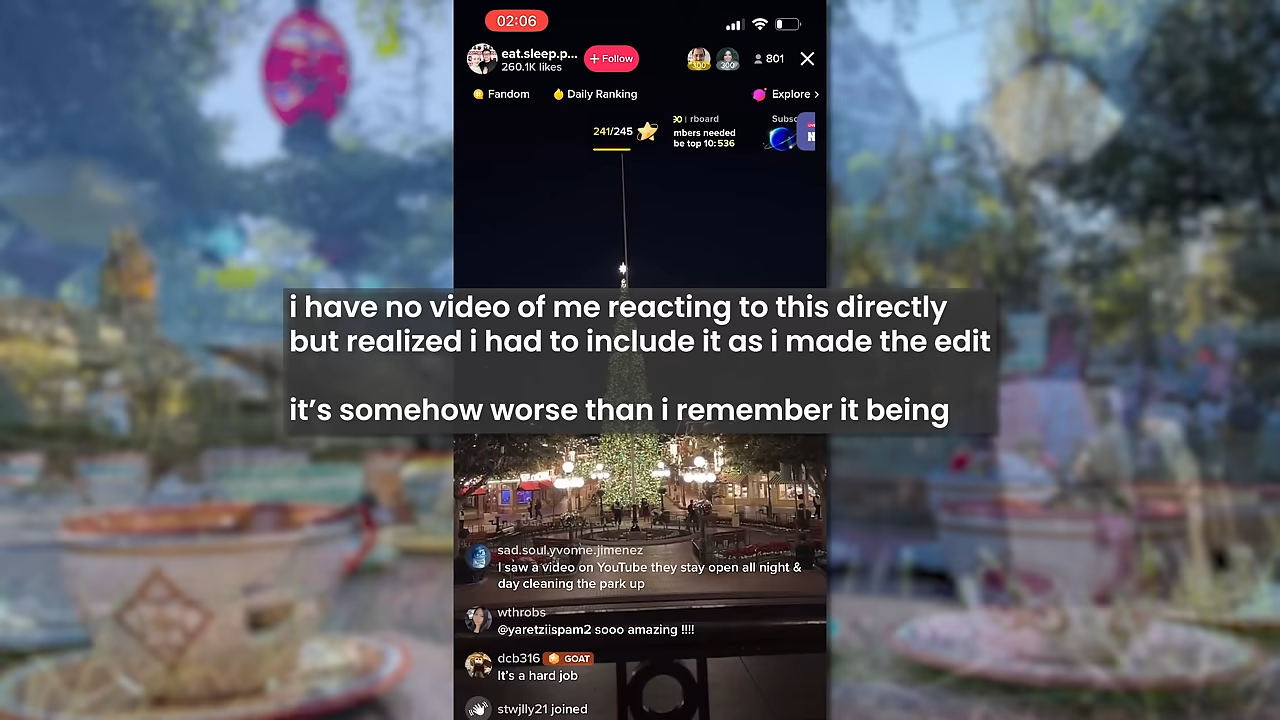 02:06
eat.sleep.p...
260.1K likes
+ Follow
300
300
801
Fandom
Daily Ranking
Explore >
241/245
rboard
mbers needed
be top 10: 536
Subsc
N
i have no video of me reacting to this directly
but realized i had to include it as i made the edit
it's somehow worse than i remember it being
sad.soul.yvonne.jimenez
I saw a video on YouTube they stay open all night &
day cleaning the park up
wthrobs
@yaretziispam2 sooo amazing !!!!
dcb316 GOAT
It's a hard job
stwjlly21 joined